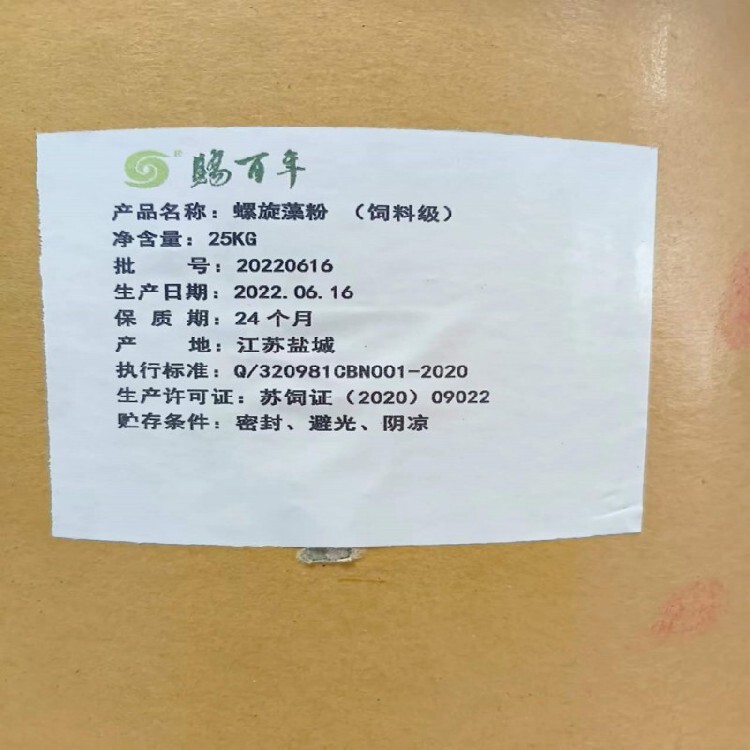 赐百年
产品名称：螺旋藻粉 （饲料级）
净含量：25KG
批 号：20220616
生产日期：2022.06.16
保 质 期：24个月
产 地：江苏盐城
执行标准：Q/320981CBN001-2020
生产许可证：苏饲证（2020）09022
贮存条件：密封、避光、阴凉